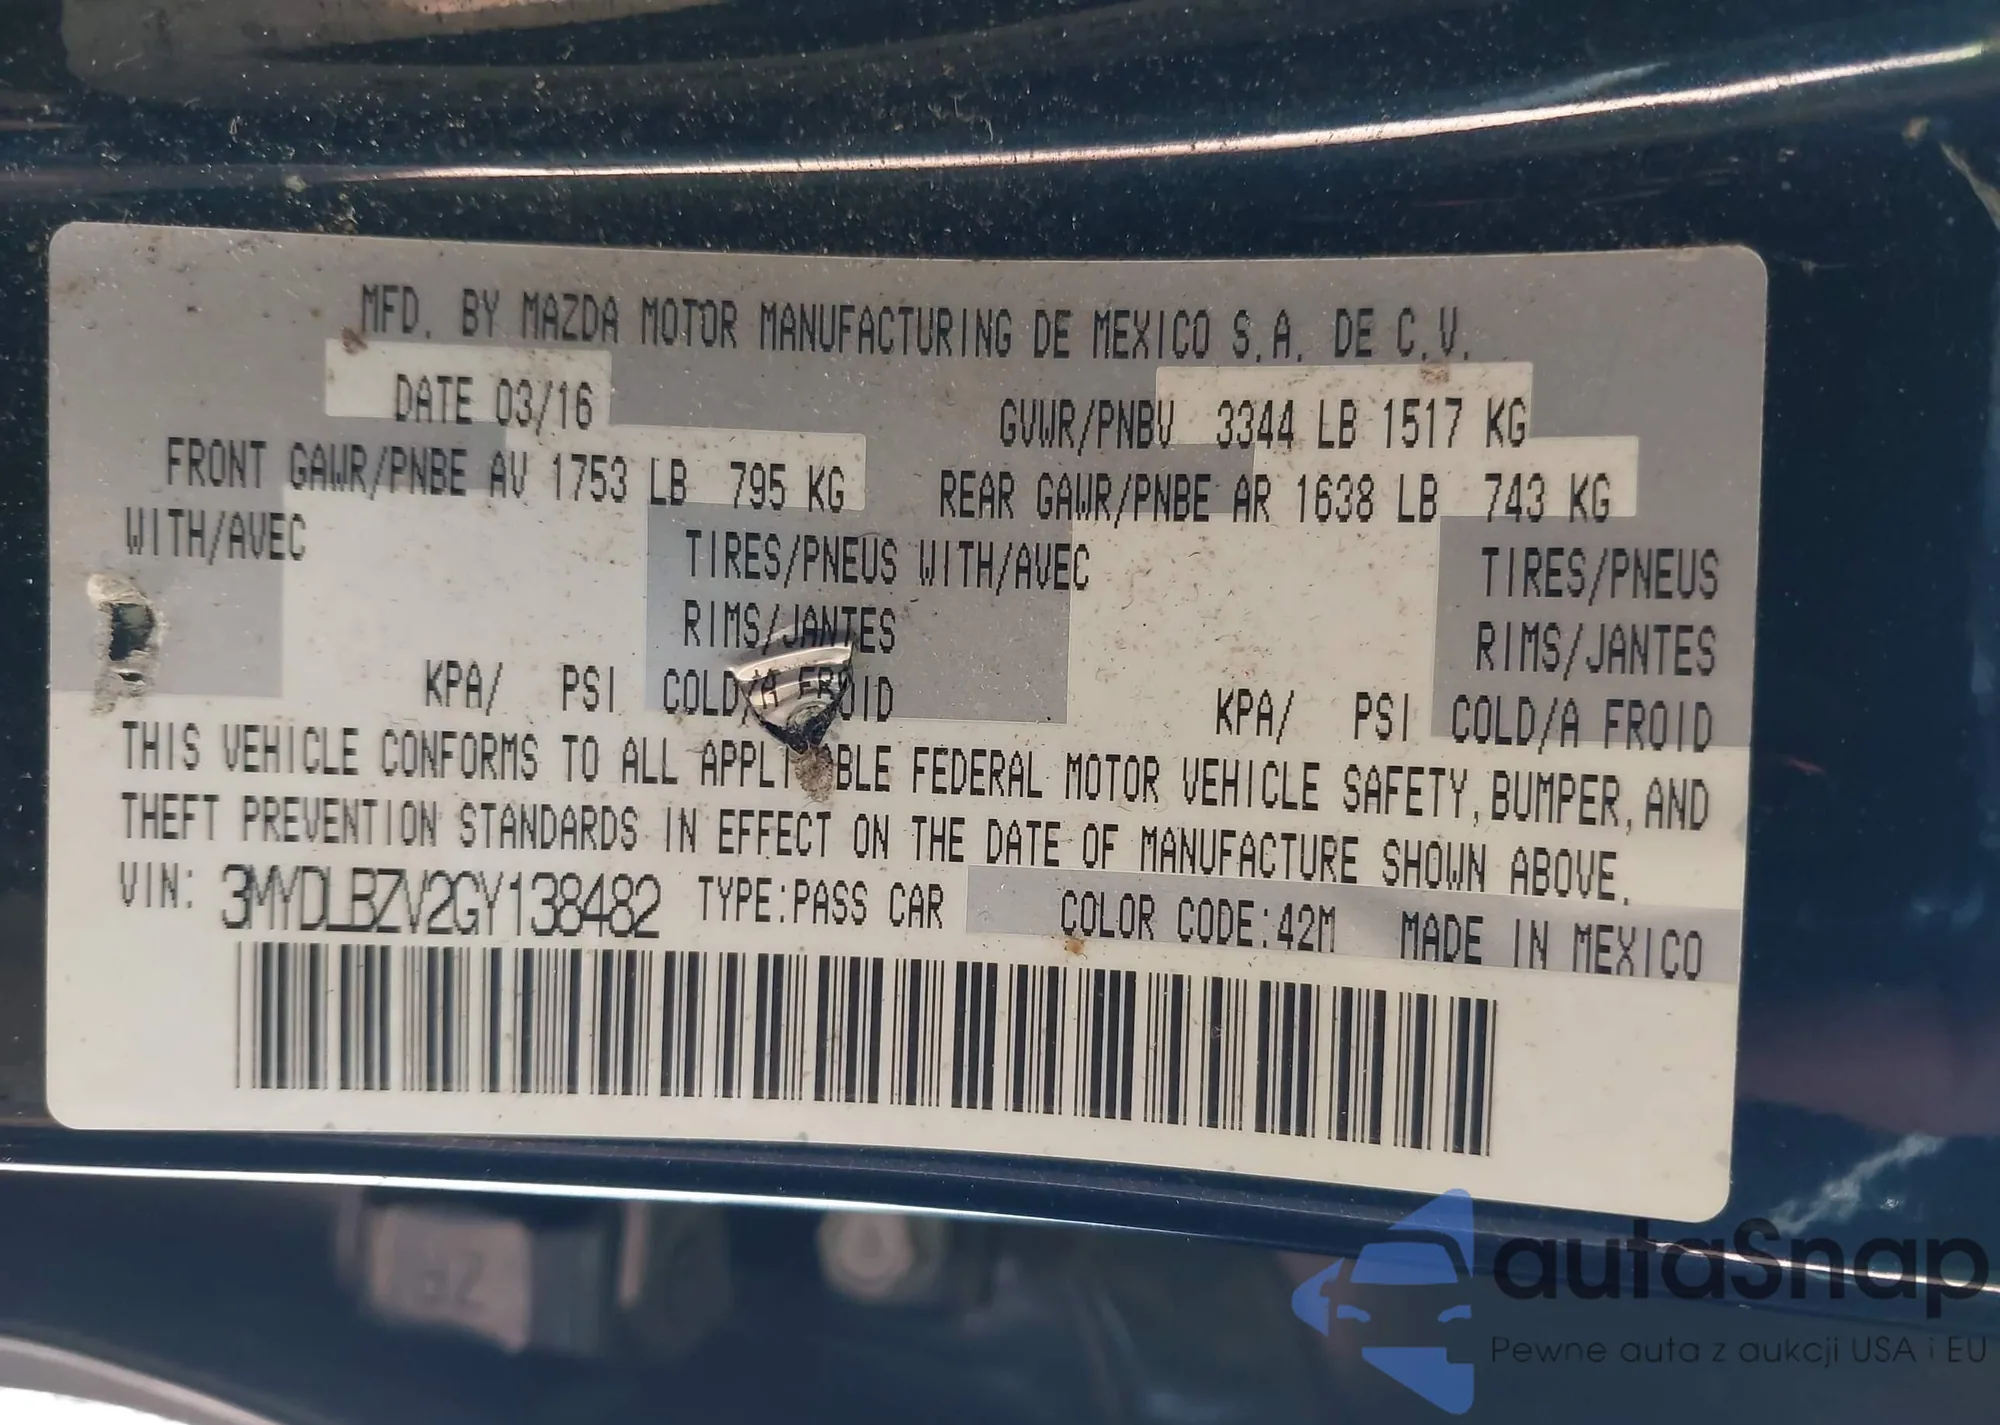 MFD. BY MAZDA MOTOR MANUFACTURING DE MEXICO S.A. DE C.V.
DATE 03/16 GVWR/PNBV 3344 LB 1517 KG
FRONT GAWR/PNBE AV 1753 LB 795 KG REAR GAWR/PNBE AR 1638 LB 743 KG
WITH/AVEC TIRES/PNEUS WITH/AVEC TIRES/PNEUS
RIMS/JANTES RIMS/JANTES
KPA/ PSI COLD/A FROID KPA/ PSI COLD/A FROID
THIS VEHICLE CONFORMS TO ALL APPLICABLE FEDERAL MOTOR VEHICLE SAFETY, BUMPER, AND
THEFT PREVENTION STANDARDS IN EFFECT ON THE DATE OF MANUFACTURE SHOWN ABOVE.
VIN: 3MYDLBZV2GY138482 TYPE:PASS CAR COLOR CODE:42M MADE IN MEXICO
autaSnap
Pewne auta z aukcji USA i EU